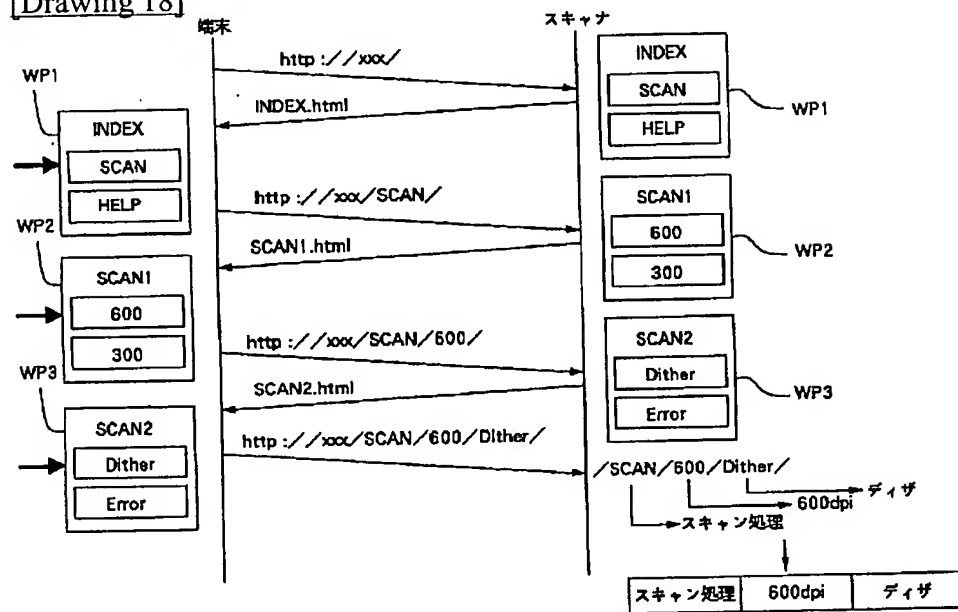 [Drawing 18]
端末
スキャナ
http://xxx/
INDEX.html
WP1
INDEX
SCAN
HELP
INDEX
SCAN
HELP
WP1
http://xxx/SCAN/
SCAN1.html
WP2
SCAN1
600
300
SCAN1
600
300
WP2
http://xxx/SCAN/600/
SCAN2.html
WP3
SCAN2
Dither
Error
SCAN2
Dither
Error
WP3
http://xxx/SCAN/600/Dither/
/SCAN/600/Dither/
ディザ
600dpi
スキャン処理
スキャン処理 600dpi ディザ